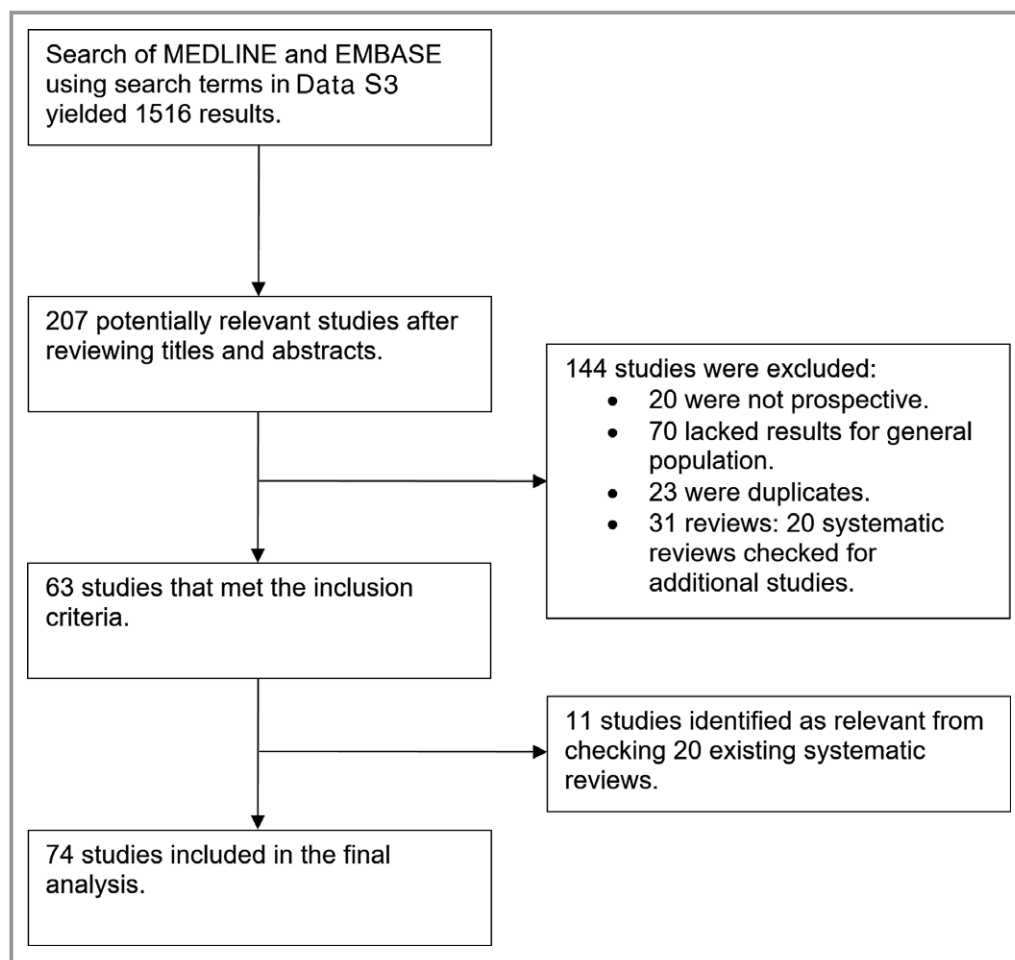 Search of MEDLINE and EMBASE
using search terms in Data S3
yielded 1516 results.
207 potentially relevant studies after
reviewing titles and abstracts.
144 studies were excluded:
• 20 were not prospective.
• 70 lacked results for general
population.
• 23 were duplicates.
• 31 reviews: 20 systematic
reviews checked for
additional studies.
63 studies that met the inclusion
criteria.
11 studies identified as relevant from
checking 20 existing systematic
reviews.
74 studies included in the final
analysis.